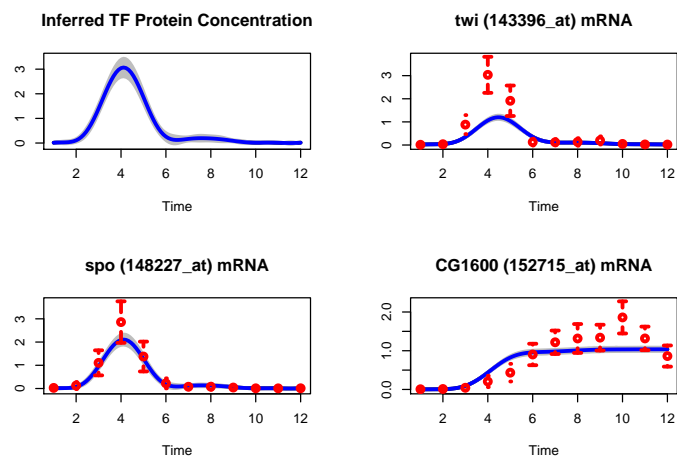 Inferred TF Protein Concentration
3
2
1
0
2 4 6 8 10 12
Time
twi (143396_at) mRNA
3
2
1
0
2 4 6 8 10 12
Time
spo (148227_at) mRNA
3
2
1
0
2 4 6 8 10 12
Time
CG1600 (152715_at) mRNA
2.0
1.0
0.0
2 4 6 8 10 12
Time